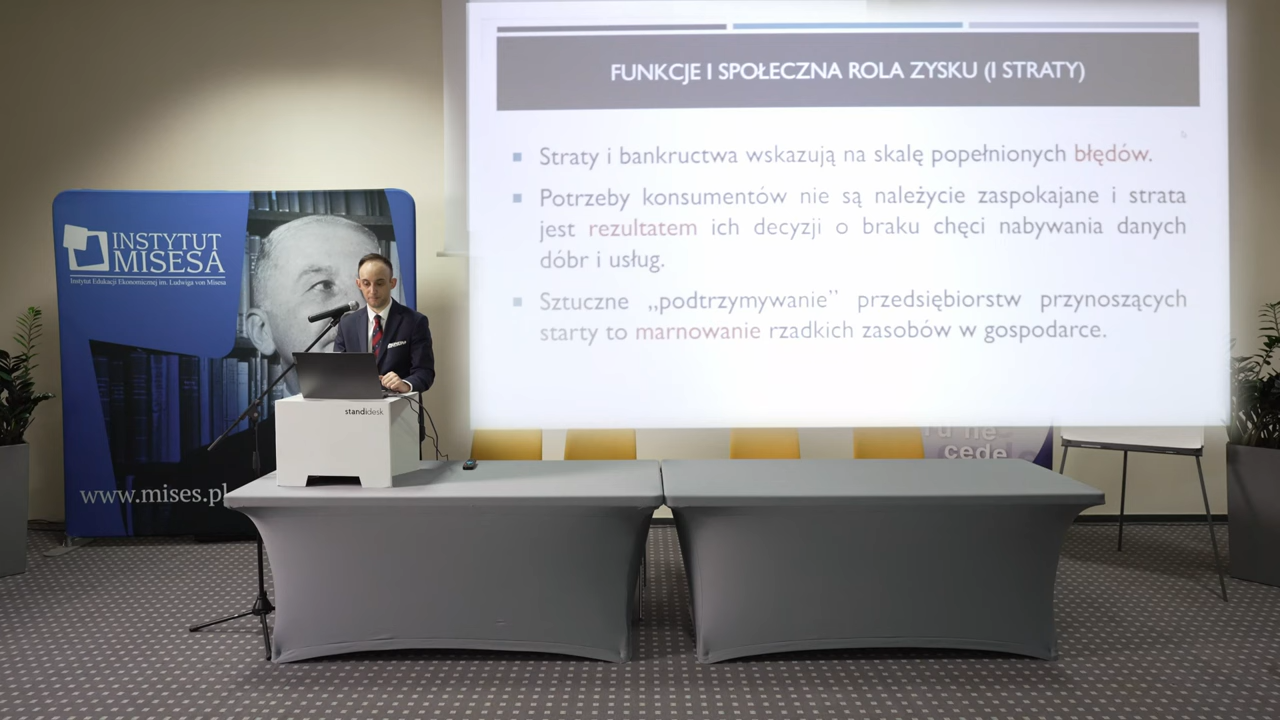 FUNKCJE I SPOŁECZNA ROLA ZYSKU (I STRATY)
Straty i bankructwa wskazują na skalę popełnionych błędów.
Potrzeby konsumentów nie są należycie zaspokajane i strata
jest rezultatem ich decyzji o braku chęci nabywania danych
dóbr i usług.
Sztuczne „podtrzymywanie” przedsiębiorstw przynoszących
starty to marnowanie rzadkich zasobów w gospodarce.
INSTYTUT
MISESA
Instytut Edukacji Ekonomicznej im. Ludwiga von Misesa
www.mises.pl
standidesk
ne
cede